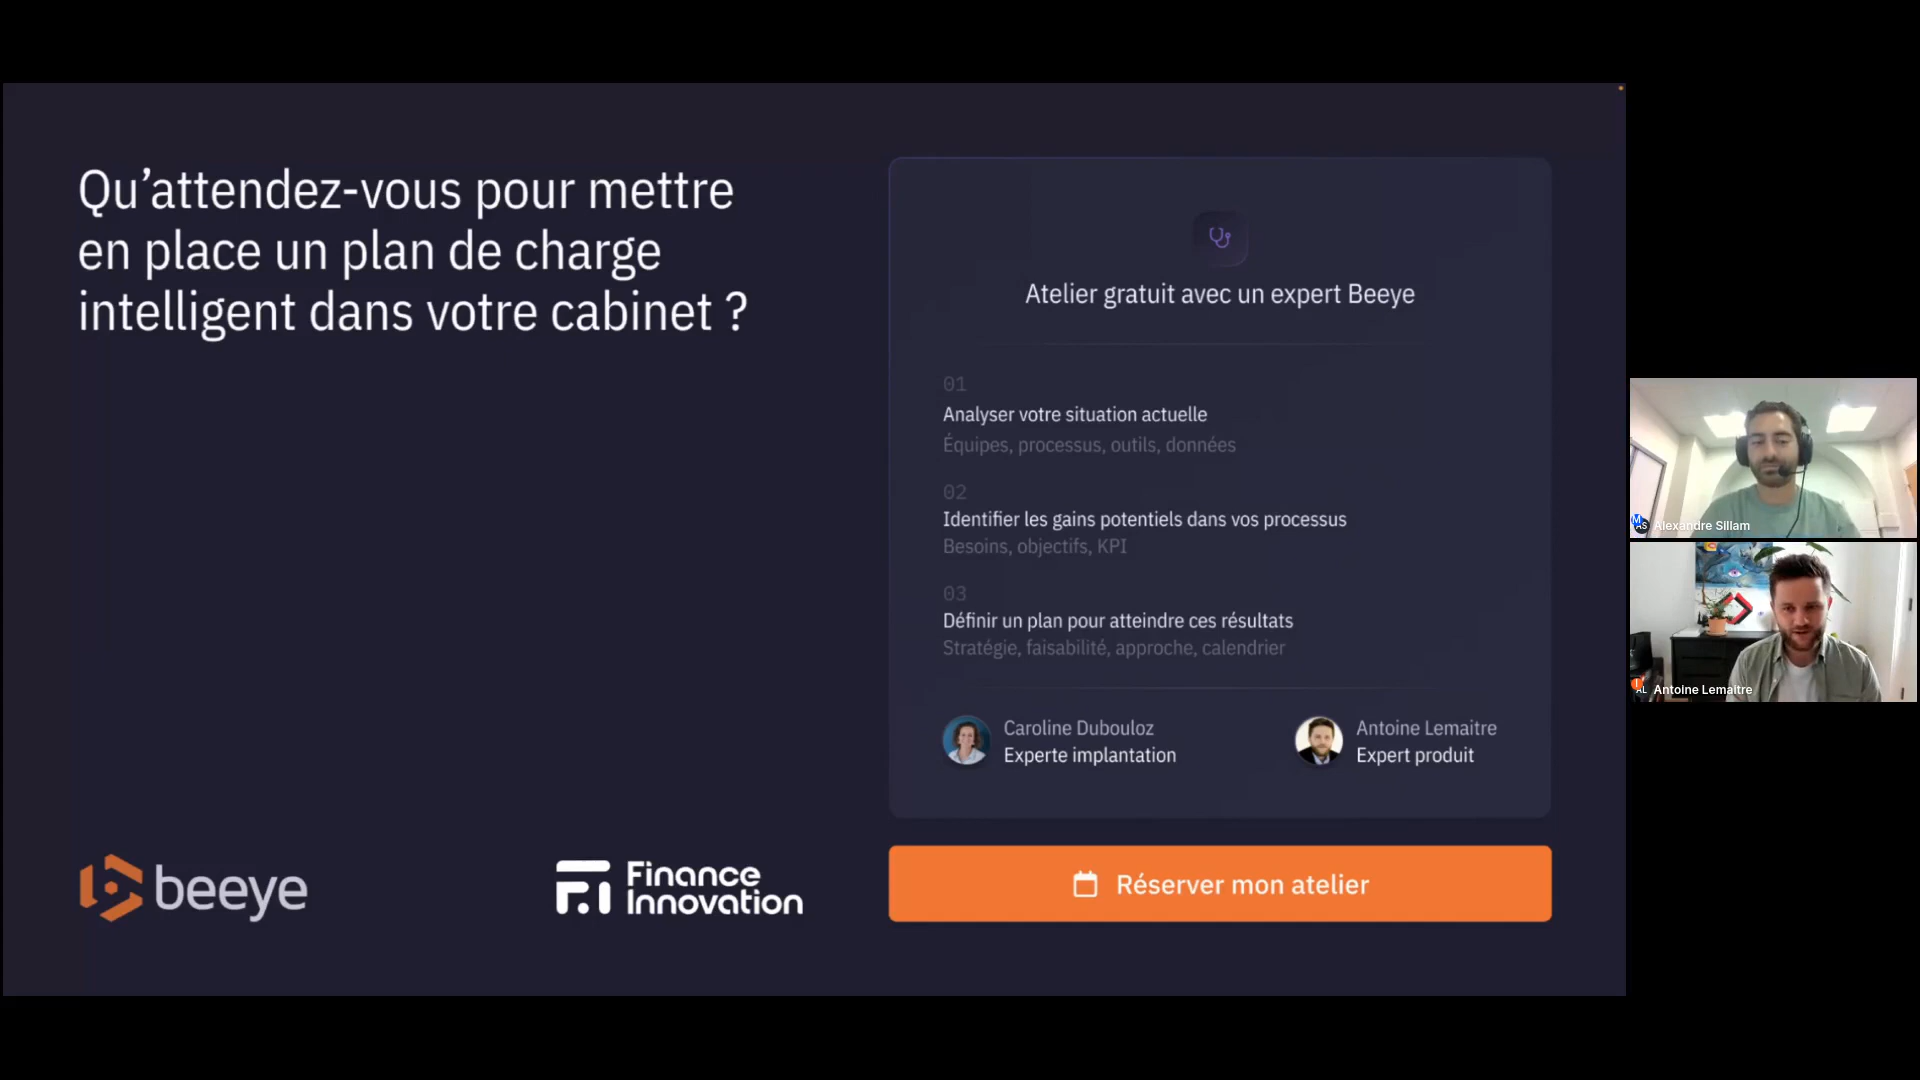 Qu’attendez-vous pour mettre
en place un plan de charge
intelligent dans votre cabinet ?
Atelier gratuit avec un expert Beeye
01
Analyser votre situation actuelle
Équipes, processus, outils, données
02
Identifier les gains potentiels dans vos processus
Besoins, objectifs, KPI
03
Définir un plan pour atteindre ces résultats
Stratégie, faisabilité, approche, calendrier
Caroline Dubouloz
Experte implantation
Antoine Lemaitre
Expert produit
beeye
Finance
Innovation
Réserver mon atelier
AS Alexandre Sillam
AL Antoine Lemaitre